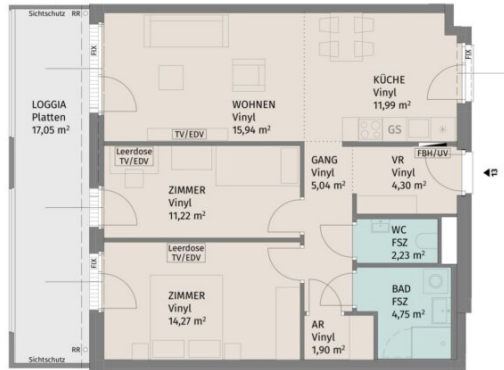 Sichtschutz RR
FIX
FIX
LOGGIA
Platten
17,05 m²
WOHNEN
Vinyl
15,94 m²
KÜCHE
Vinyl
11,99 m²
TV/EDV
GS
FBH/UV
Leerdose
TV/EDV
ZIMMER
Vinyl
11,22 m²
GANG
Vinyl
5,04 m²
VR
Vinyl
4,30 m²
13
WC
FSZ
2,23 m²
FIX
Leerdose
TV/EDV
ZIMMER
Vinyl
14,27 m²
BAD
FSZ
4,75 m²
AR
Vinyl
1,90 m²
RR
Sichtschutz